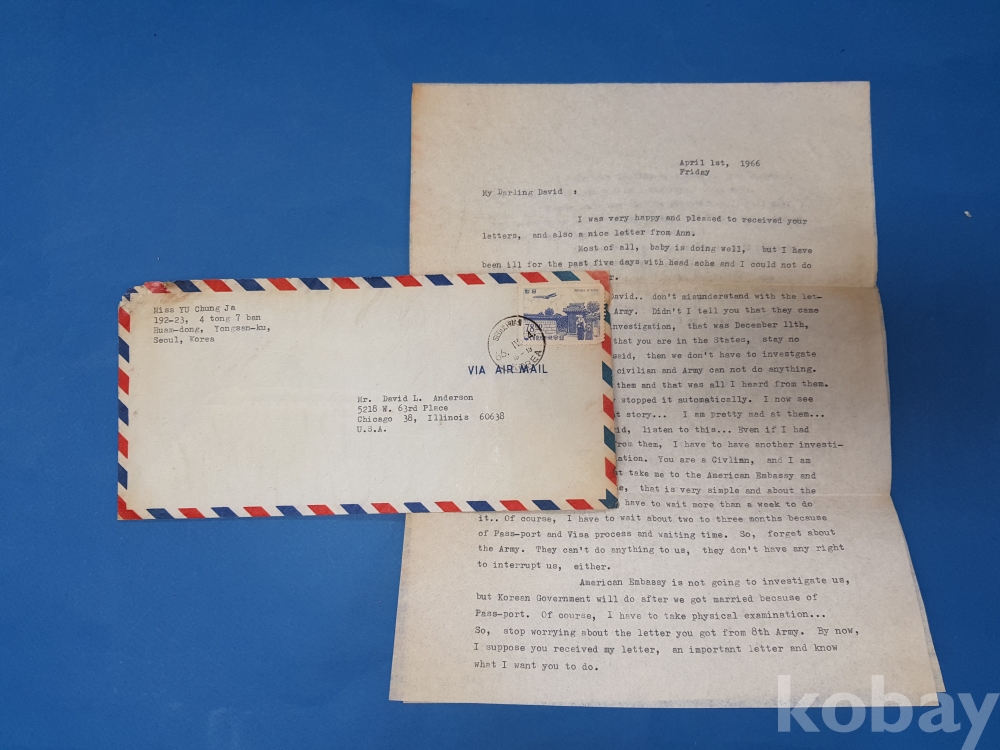 April 1st, 1966
Friday
My Darling David :
I was very happy and pleased to received your
letters, and also a nice letter from Ann.
Most of all, baby is doing well, but I have
been ill for the past five days with head ache and I could not do
r.
avid.. don't misunderstand with the let-
Army. Didn't I tell you that they came
nvestigation, that was December 11th,
that you are in the States, stay no
said, then we don't have to investgate
civilian and Army can not do anything.
them and that was all I heard from them.
stopped it automatically. I now see
t story... I am pretty mad at them...
id, listen to this... Even if I had
from them, I have to have another investi-
ation. You are a Civlian, and I am
ut take me to the American Embassy and
e, that is very simple and about the
have to wait more than a week to do
it.. Of course, I have to wait about two to three months because
of Pass-port and Visa process and waiting time. So, forget about
the Army. They can't do anything to us, they don't have any right
to interrupt us, either.
American Embassy is not going to investigate us,
but Korean Government will do after we got married because of
Pass-port. Of course, I have to take physical examination...
So, stop worrying about the letter you got from 8th Army. By now,
I suppose you received my letter, an important letter and know
what I want you to do.
Miss YU Chung Ja
192-23, 4 tong 7 ban
Huam-dong, Yongsan-ku,
Seoul, Korea
KOREA
VIA AIR MAIL
Mr. David L. Anderson
5218 W. 63rd Place
Chicago 38, Illinois 60638
U.S.A.
kobay